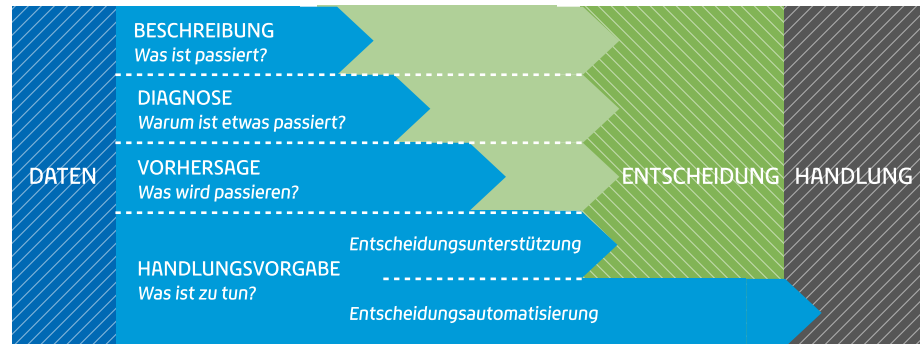 BESCHREIBUNG
Was ist passiert?
DIAGNOSE
Warum ist etwas passiert?
VORHERSAGE
Was wird passieren?
DATEN
ENTSCHEIDUNG
HANDLUNG
Entscheidungsunterstützung
HANDLUNGSVORGABE
Was ist zu tun?
Entscheidungsautomatisierung